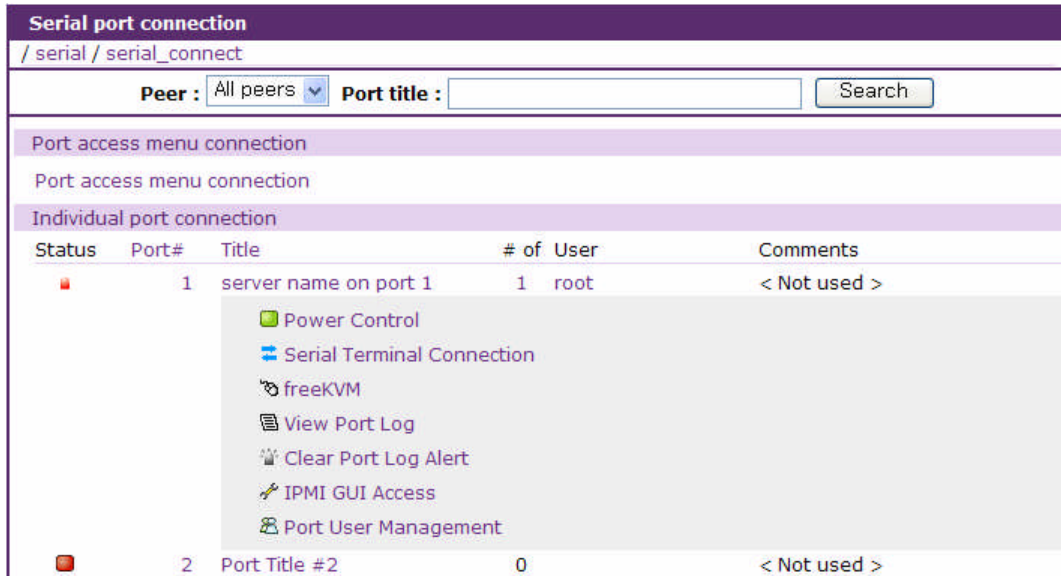 Serial port connection
/ serial / serial_connect
Peer : All peers Port title : Search
Port access menu connection
Port access menu connection
Individual port connection
Status Port# Title # of User Comments
1 server name on port 1 1 root < Not used >
Power Control
Serial Terminal Connection
freeKVM
View Port Log
Clear Port Log Alert
IPMI GUI Access
Port User Management
2 Port Title #2 0 < Not used >